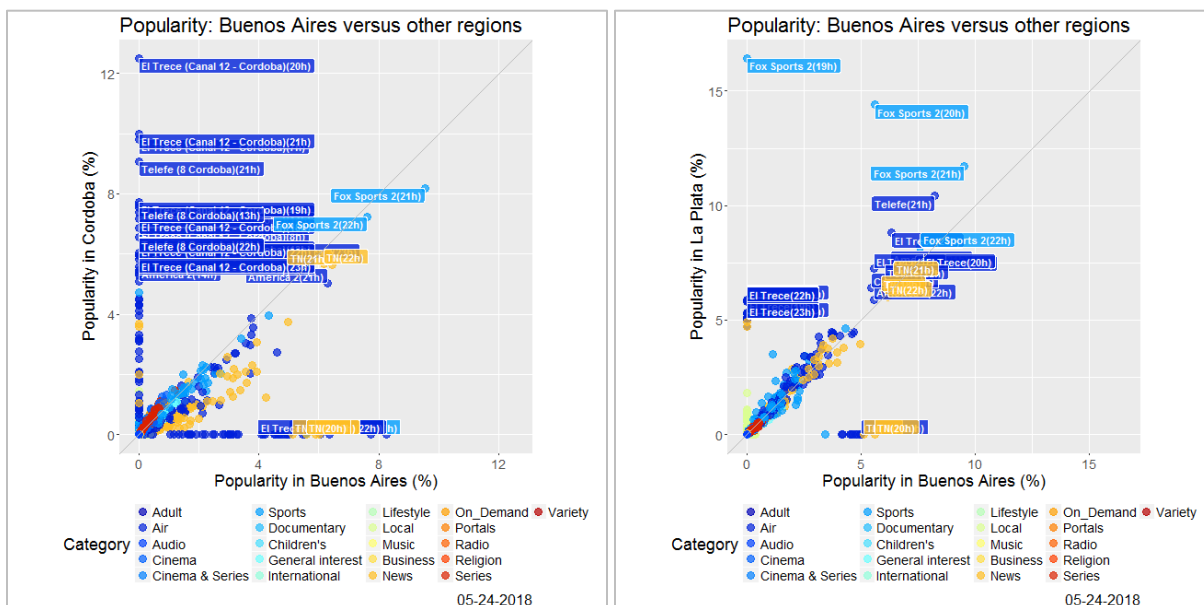 Popularity: Buenos Aires versus other regions
Popularity in Cordoba (%)
12
8
4
0
El Trece (Canal 12 - Cordoba)(20h)
El Trece (Canal 12 - Cordoba)(21h)
Telefe (8 Cordoba)(21h)
Telefe (8 Cordoba)(13h)
Telefe (8 Cordoba)(22h)
El Trece (Canal 12 - Cordoba)(23h)
America 2(21h)
Fox Sports 2(21h)
Fox Sports 2(22h)
TN(21h
TN(22h)
El Trec
TN(20h)
22h)
0
4
8
12
Popularity in Buenos Aires (%)
Category
Adult
Air
Audio
Cinema
Cinema & Series
Sports
Documentary
Children's
General interest
International
Lifestyle
Local
Music
Business
News
On_Demand
Portals
Radio
Religion
Series
Variety
05-24-2018
Popularity: Buenos Aires versus other regions
Popularity in La Plata (%)
15
10
5
0
Fox Sports 2(19h)
Fox Sports 2(20h)
Fox Sports 2(21h)
Telefe(21h)
Fox Sports 2(22h)
El Trece(20h)
TN(21h)
TN(22h)
El Trece(22h)
El Trece(23h)
TN(20h)
0
5
10
15
Popularity in Buenos Aires (%)
Category
Adult
Air
Audio
Cinema
Cinema & Series
Sports
Documentary
Children's
General interest
International
Lifestyle
Local
Music
Business
News
On_Demand
Portals
Radio
Religion
Series
Variety
05-24-2018